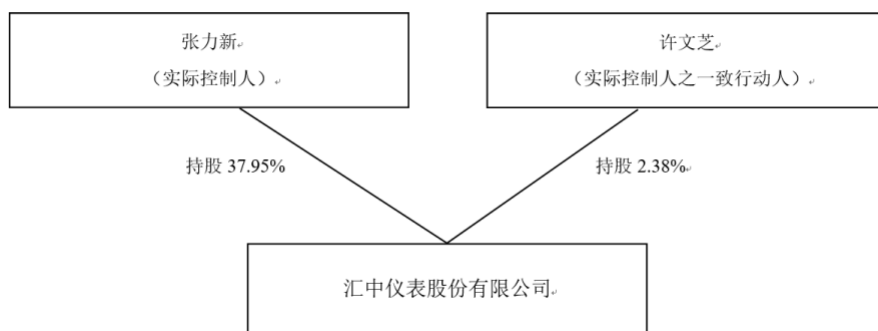 张力新
（实际控制人）
许文芝
（实际控制人之一致行动人）
持股 37.95%
持股 2.38%
汇中仪表股份有限公司